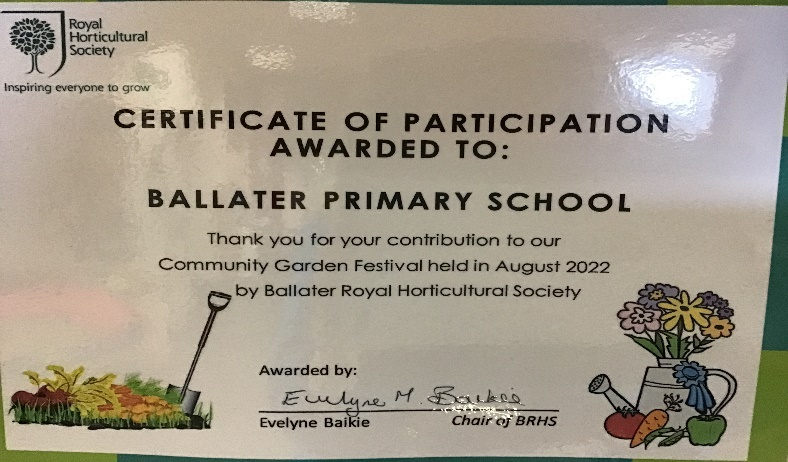 Royal
Horticultural
Society
Inspiring everyone to grow
CERTIFICATE OF PARTICIPATION
AWARDED TO:
BALLATER PRIMARY SCHOOL
Thank you for your contribution to our
Community Garden Festival held in August 2022
by Ballater Royal Horticultural Society
Awarded by:
Evelyne M Baikie
Evelyne Baikie Chair of BRHS